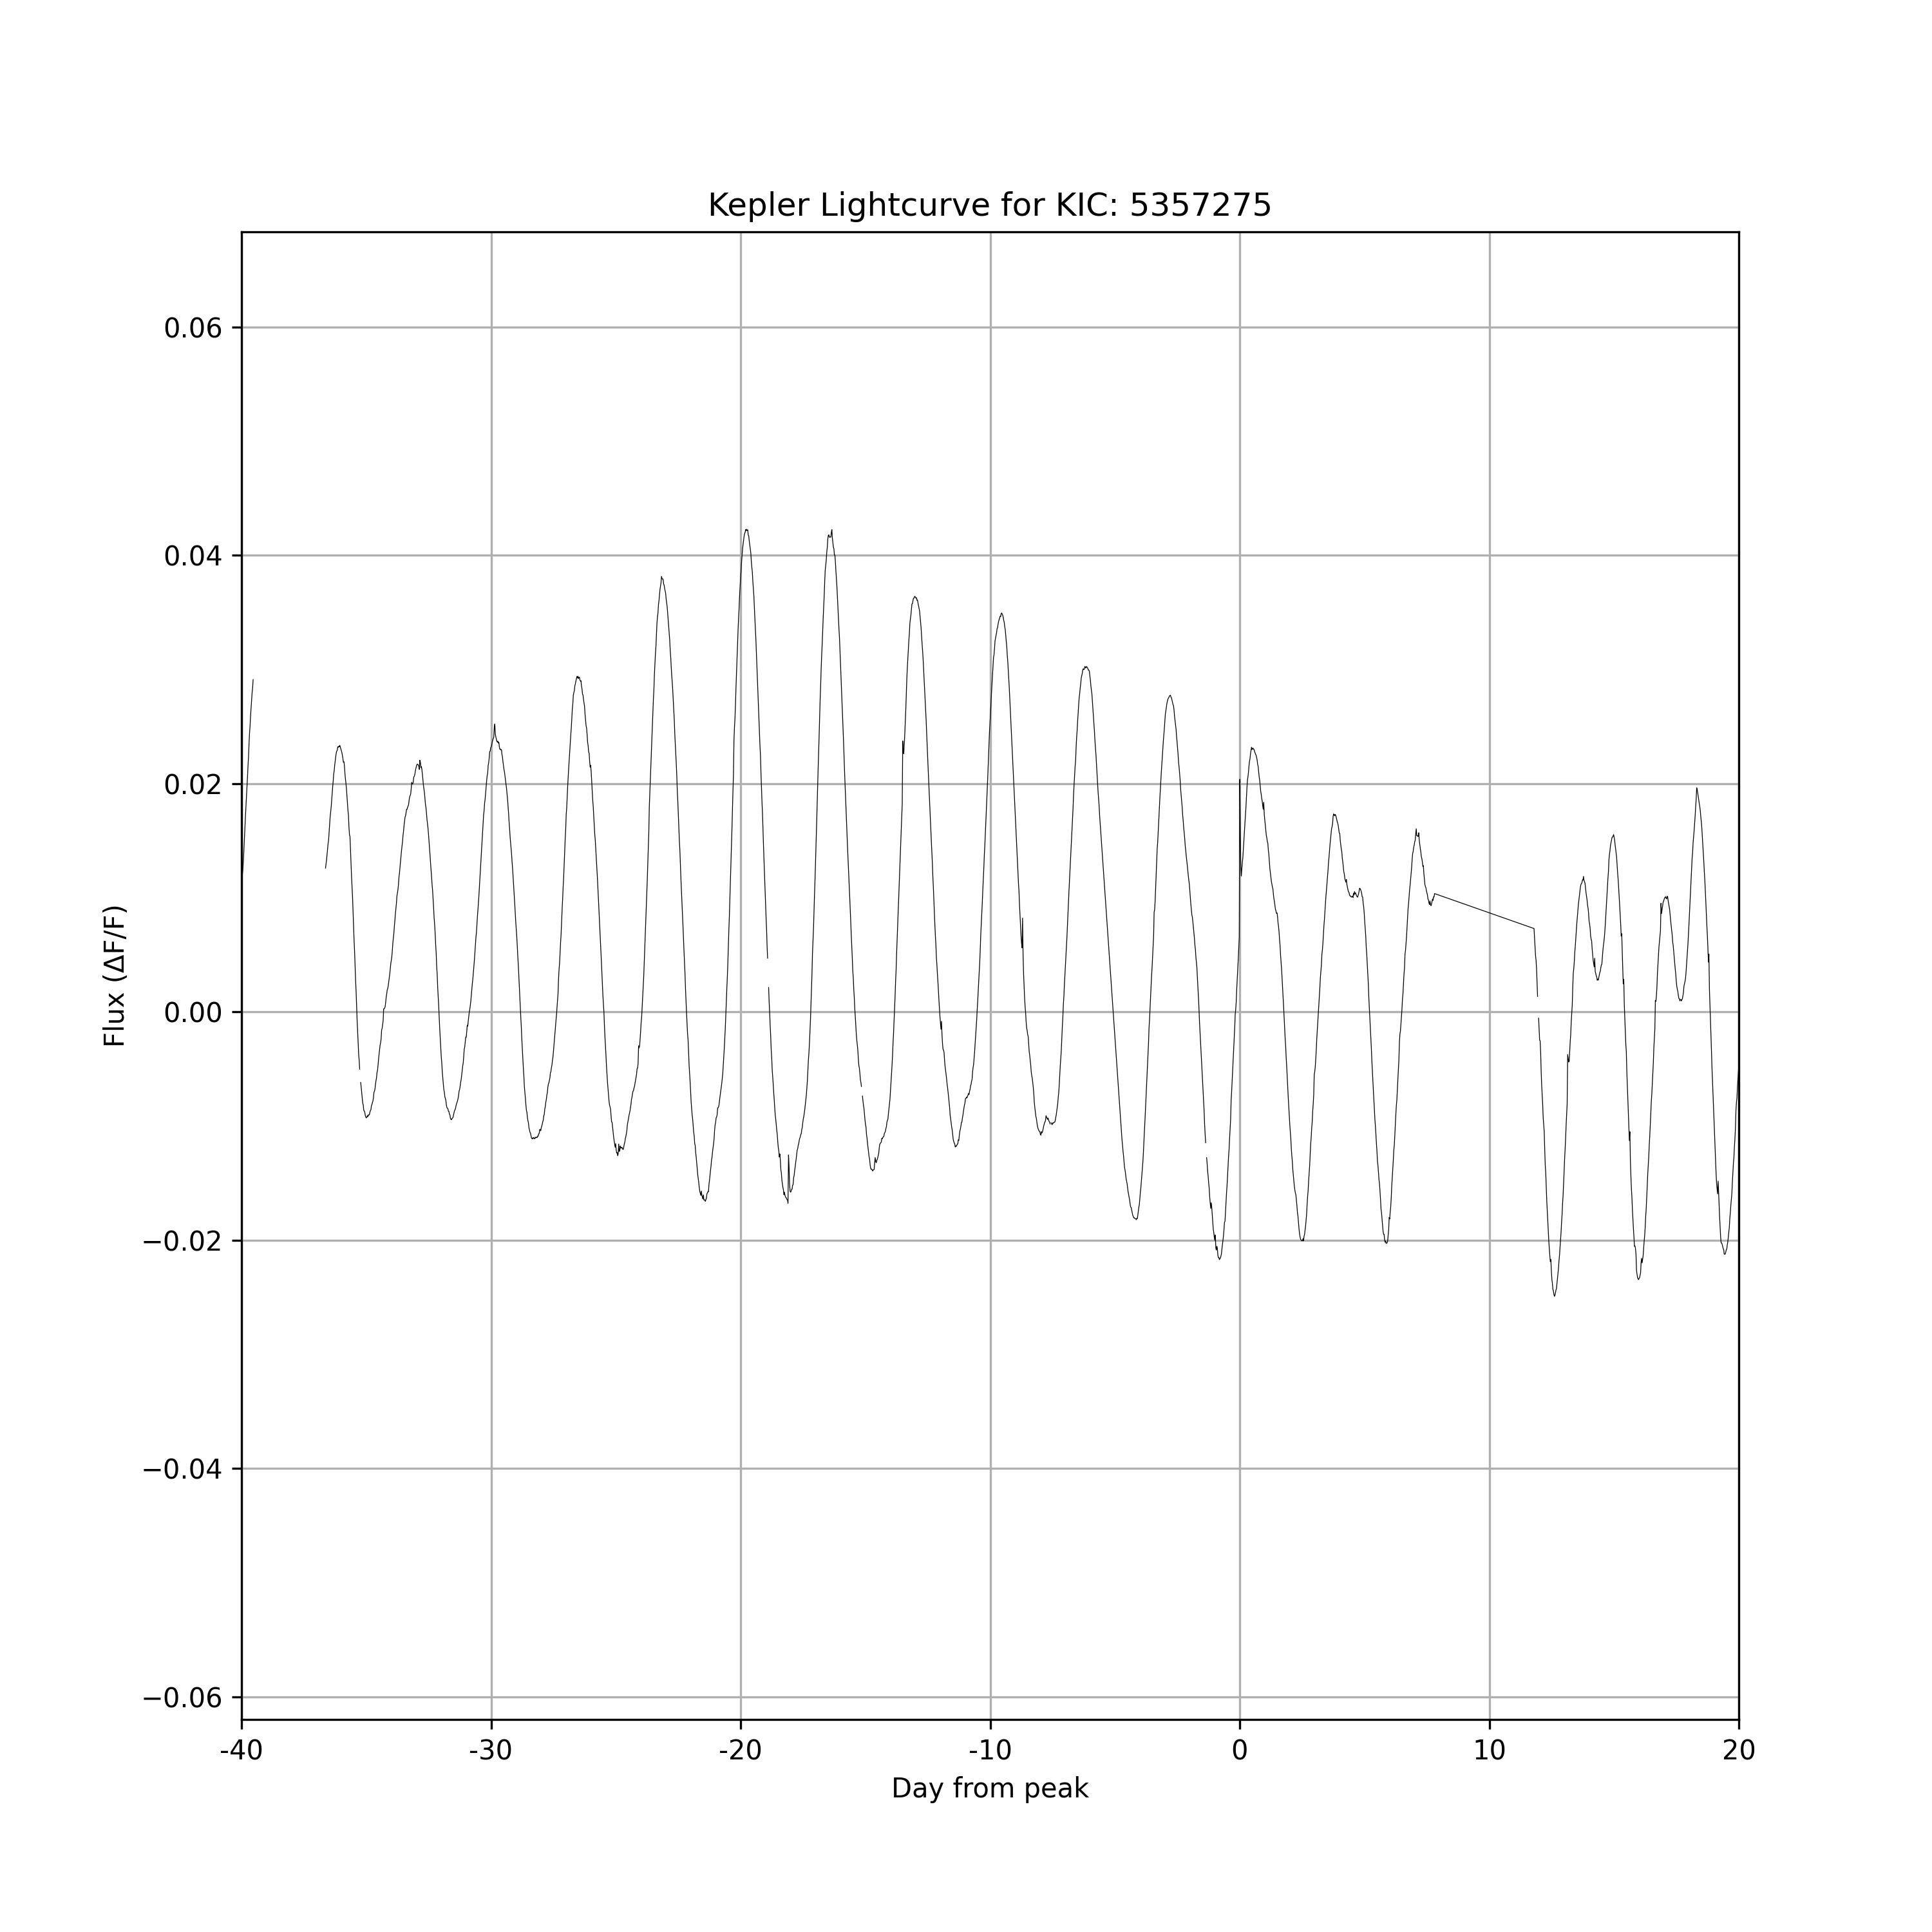 Kepler Lightcurve for KIC: 5357275
Flux (ΔF/F)
0.06
0.04
0.02
0.00
−0.02
−0.04
−0.06
-40 -30 -20 -10 0 10 20
Day from peak